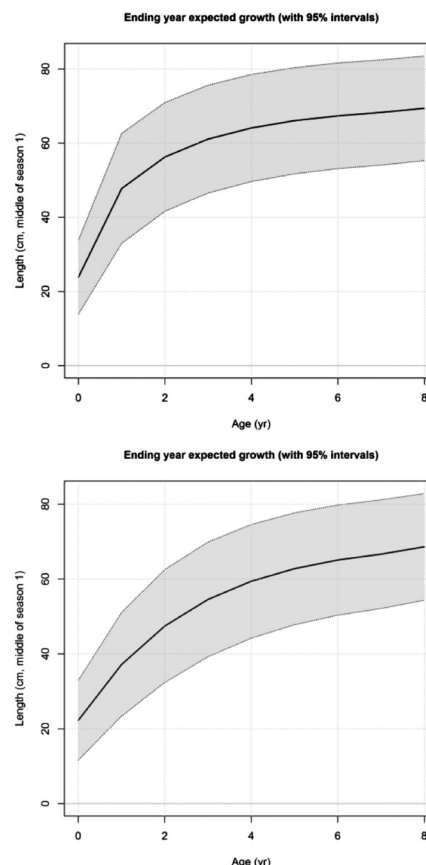 Ending year expected growth (with 95% intervals)
Length (cm, middle of season 1)
80
60
40
20
0
0 2 4 6 8
Age (yr)
Ending year expected growth (with 95% intervals)
Length (cm, middle of season 1)
80
60
40
20
0
0 2 4 6 8
Age (yr)